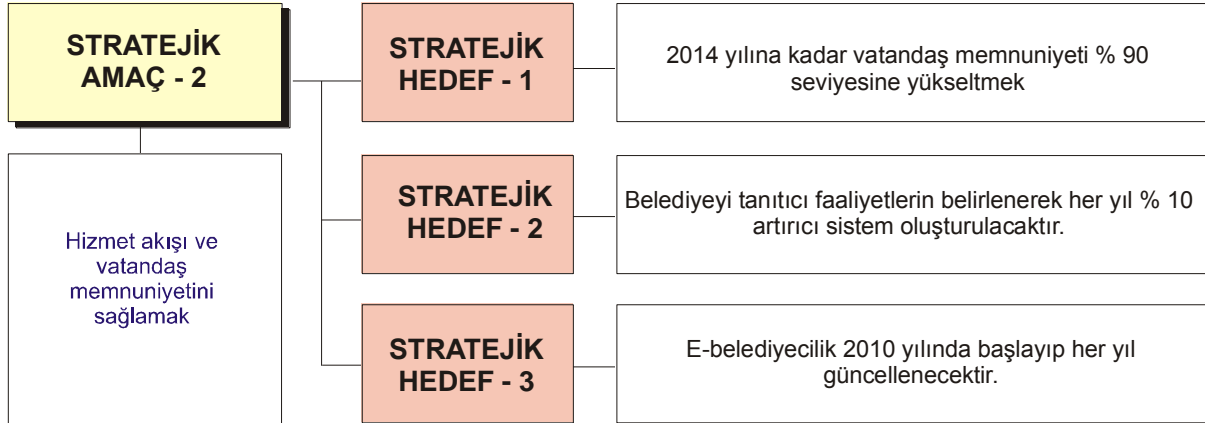 STRATEJİK
AMAÇ - 2
Hizmet akışı ve
vatandaş
memnuniyetini
sağlamak
STRATEJİK
HEDEF - 1
2014 yılına kadar vatandaş memnuniyeti % 90
seviyesine yükseltmek
STRATEJİK
HEDEF - 2
Belediyeyi tanıtıcı faaliyetlerin belirlenerek her yıl % 10
artırıcı sistem oluşturulacaktır.
STRATEJİK
HEDEF - 3
E-belediyecilik 2010 yılında başlayıp her yıl
güncellenecektir.